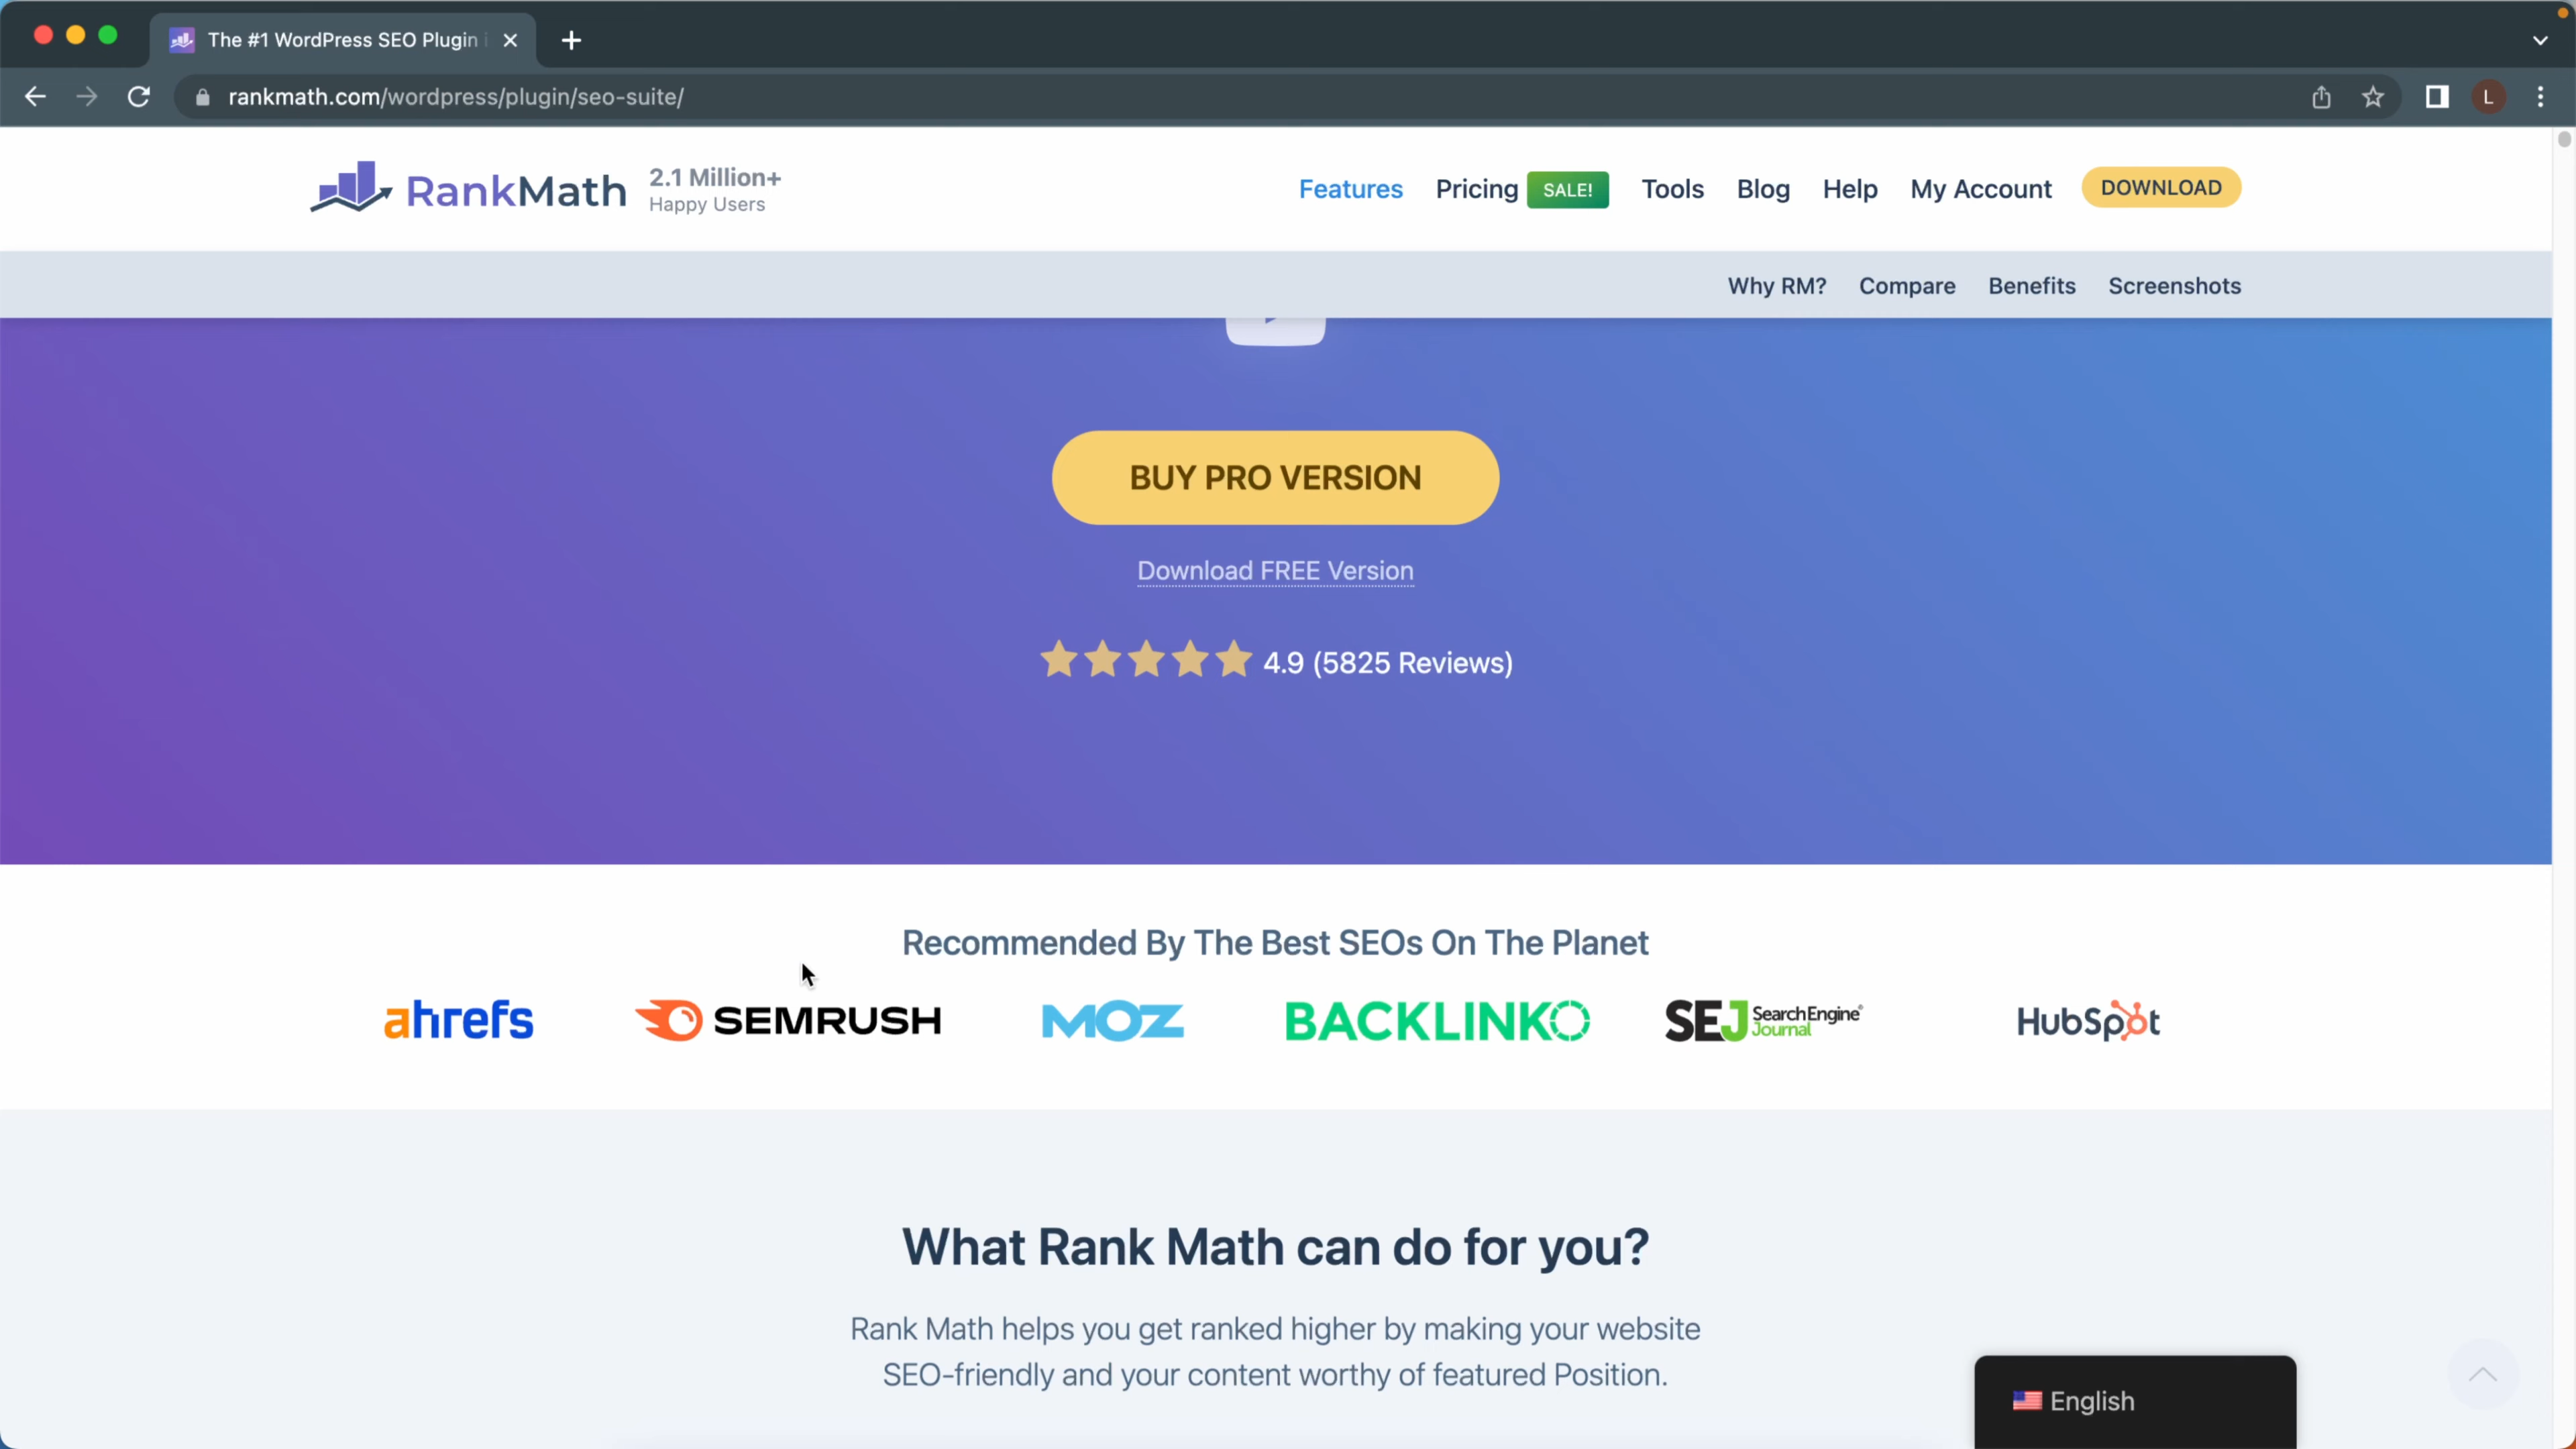 The #1 WordPress SEO Plugin
rankmath.com/wordpress/plugin/seo-suite/
L
RankMath
2.1 Million+
Happy Users
Features
Pricing
SALE!
Tools
Blog
Help
My Account
DOWNLOAD
Why RM?
Compare
Benefits
Screenshots
BUY PRO VERSION
Download FREE Version
4.9 (5825 Reviews)
Recommended By The Best SEOs On The Planet
ahrefs
SEMRUSH
MOZ
BACKLINKO
SEJ Search Engine® Journal
HubSpot
What Rank Math can do for you?
Rank Math helps you get ranked higher by making your website
SEO-friendly and your content worthy of featured Position.
English